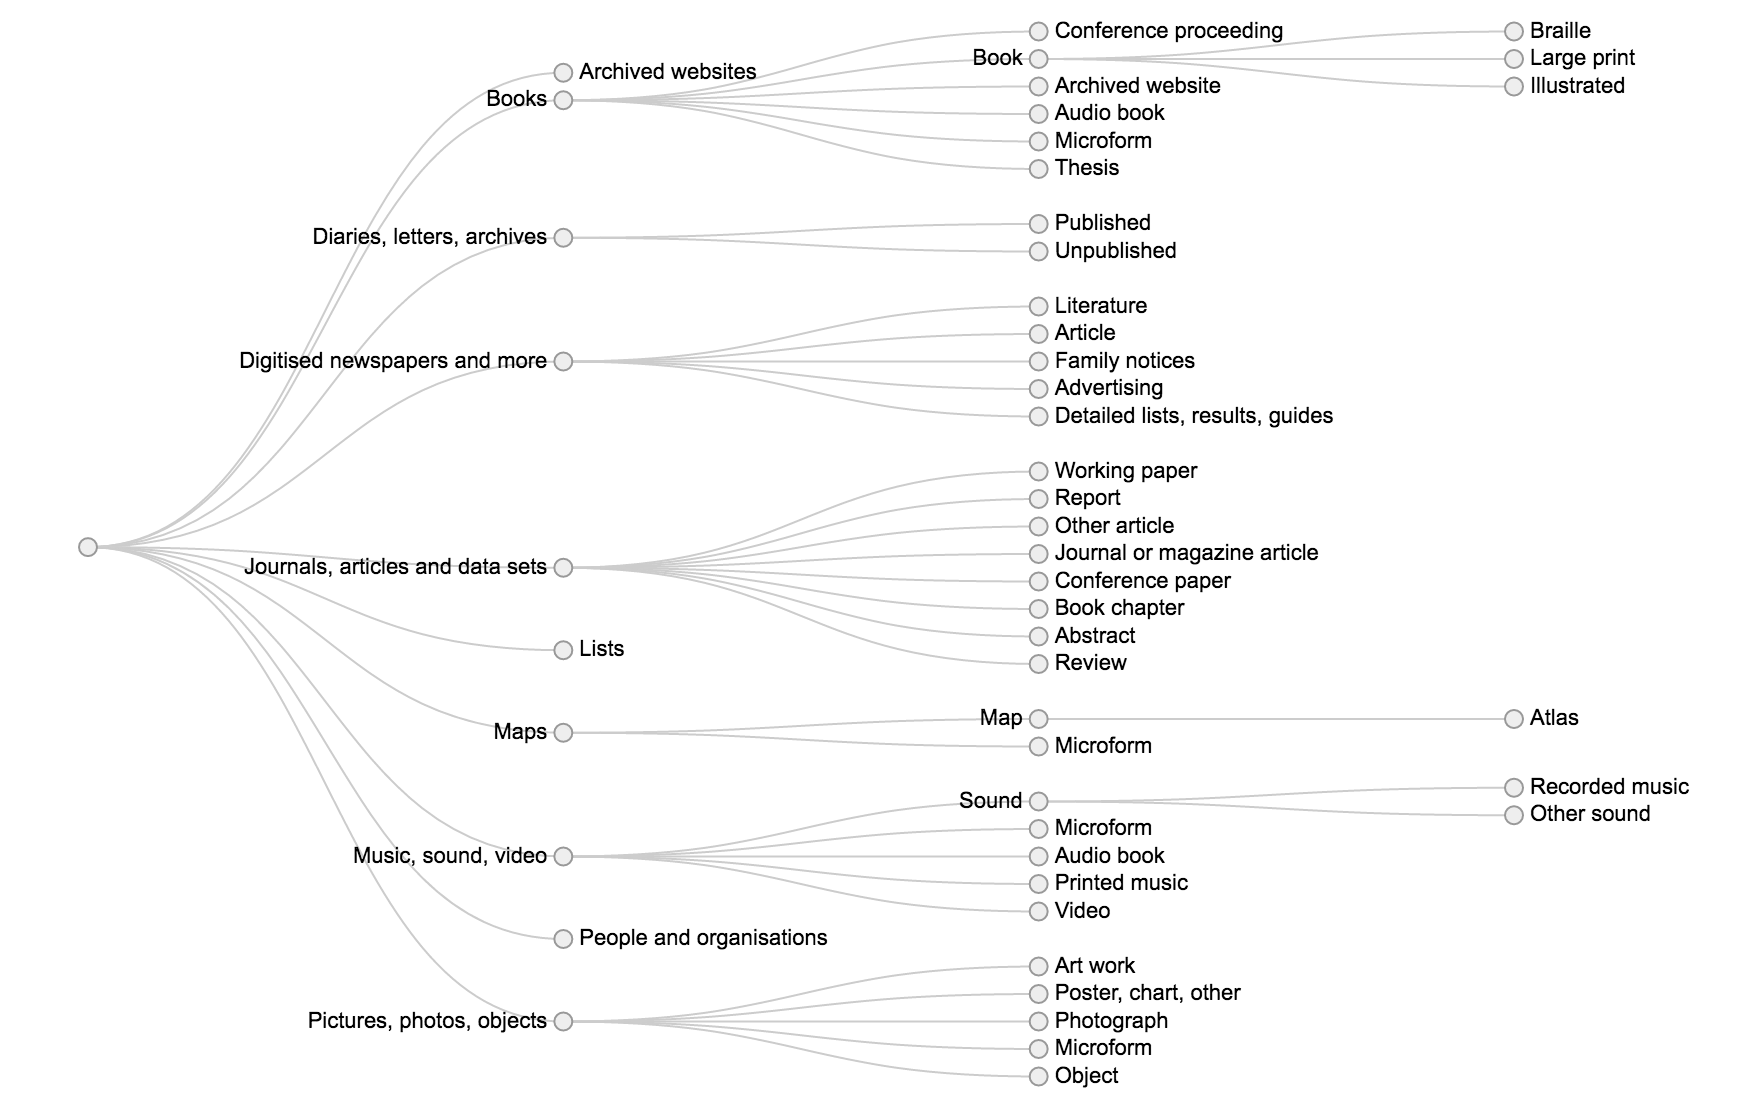 Archived websites
Books
Conference proceeding
Book
Braille
Large print
Illustrated
Archived website
Audio book
Microform
Thesis
Diaries, letters, archives
Published
Unpublished
Digitised newspapers and more
Literature
Article
Family notices
Advertising
Detailed lists, results, guides
Journals, articles and data sets
Working paper
Report
Other article
Journal or magazine article
Conference paper
Book chapter
Abstract
Review
Lists
Maps
Map
Atlas
Microform
Music, sound, video
Sound
Recorded music
Other sound
Microform
Audio book
Printed music
Video
People and organisations
Pictures, photos, objects
Art work
Poster, chart, other
Photograph
Microform
Object